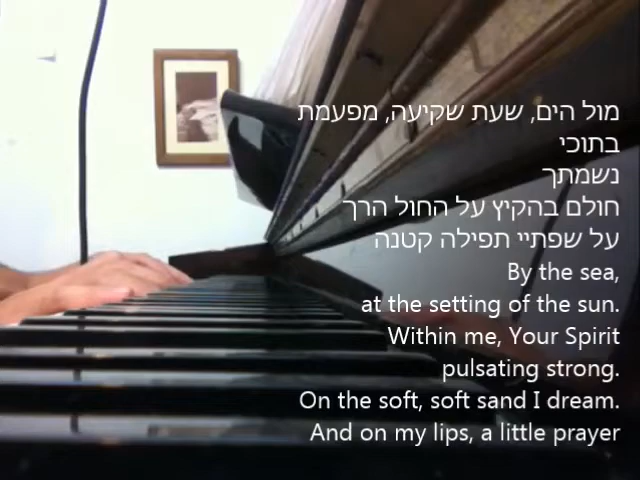 מול הים, שעת שקיעה, מפעמת
בתוכי
נשמתך
חולם בהקיץ על החול הרך
על שפתיי תפילה קטנה
By the sea,
at the setting of the sun.
Within me, Your Spirit
pulsating strong.
On the soft, soft sand I dream.
And on my lips, a little prayer